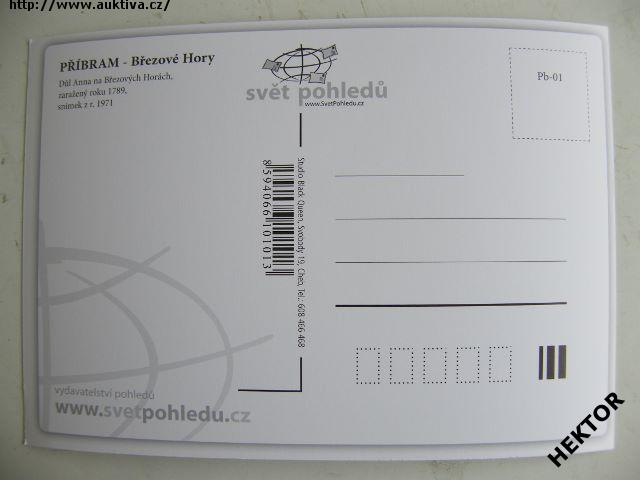 http://www.auktiva.cz/
PŘÍBRAM - Březové Hory
Důl Anna na Březových Horách,
zaražený roku 1789,
snímek z r. 1971
svět pohledů
www.SvetPohledu.cz
Pb-01
Studio Black Queen, Svobody 19, Cheb, Tel.: 608 466 468
8594066101013
vydavatelství pohledů
www.svetpohledu.cz
HEKTOR